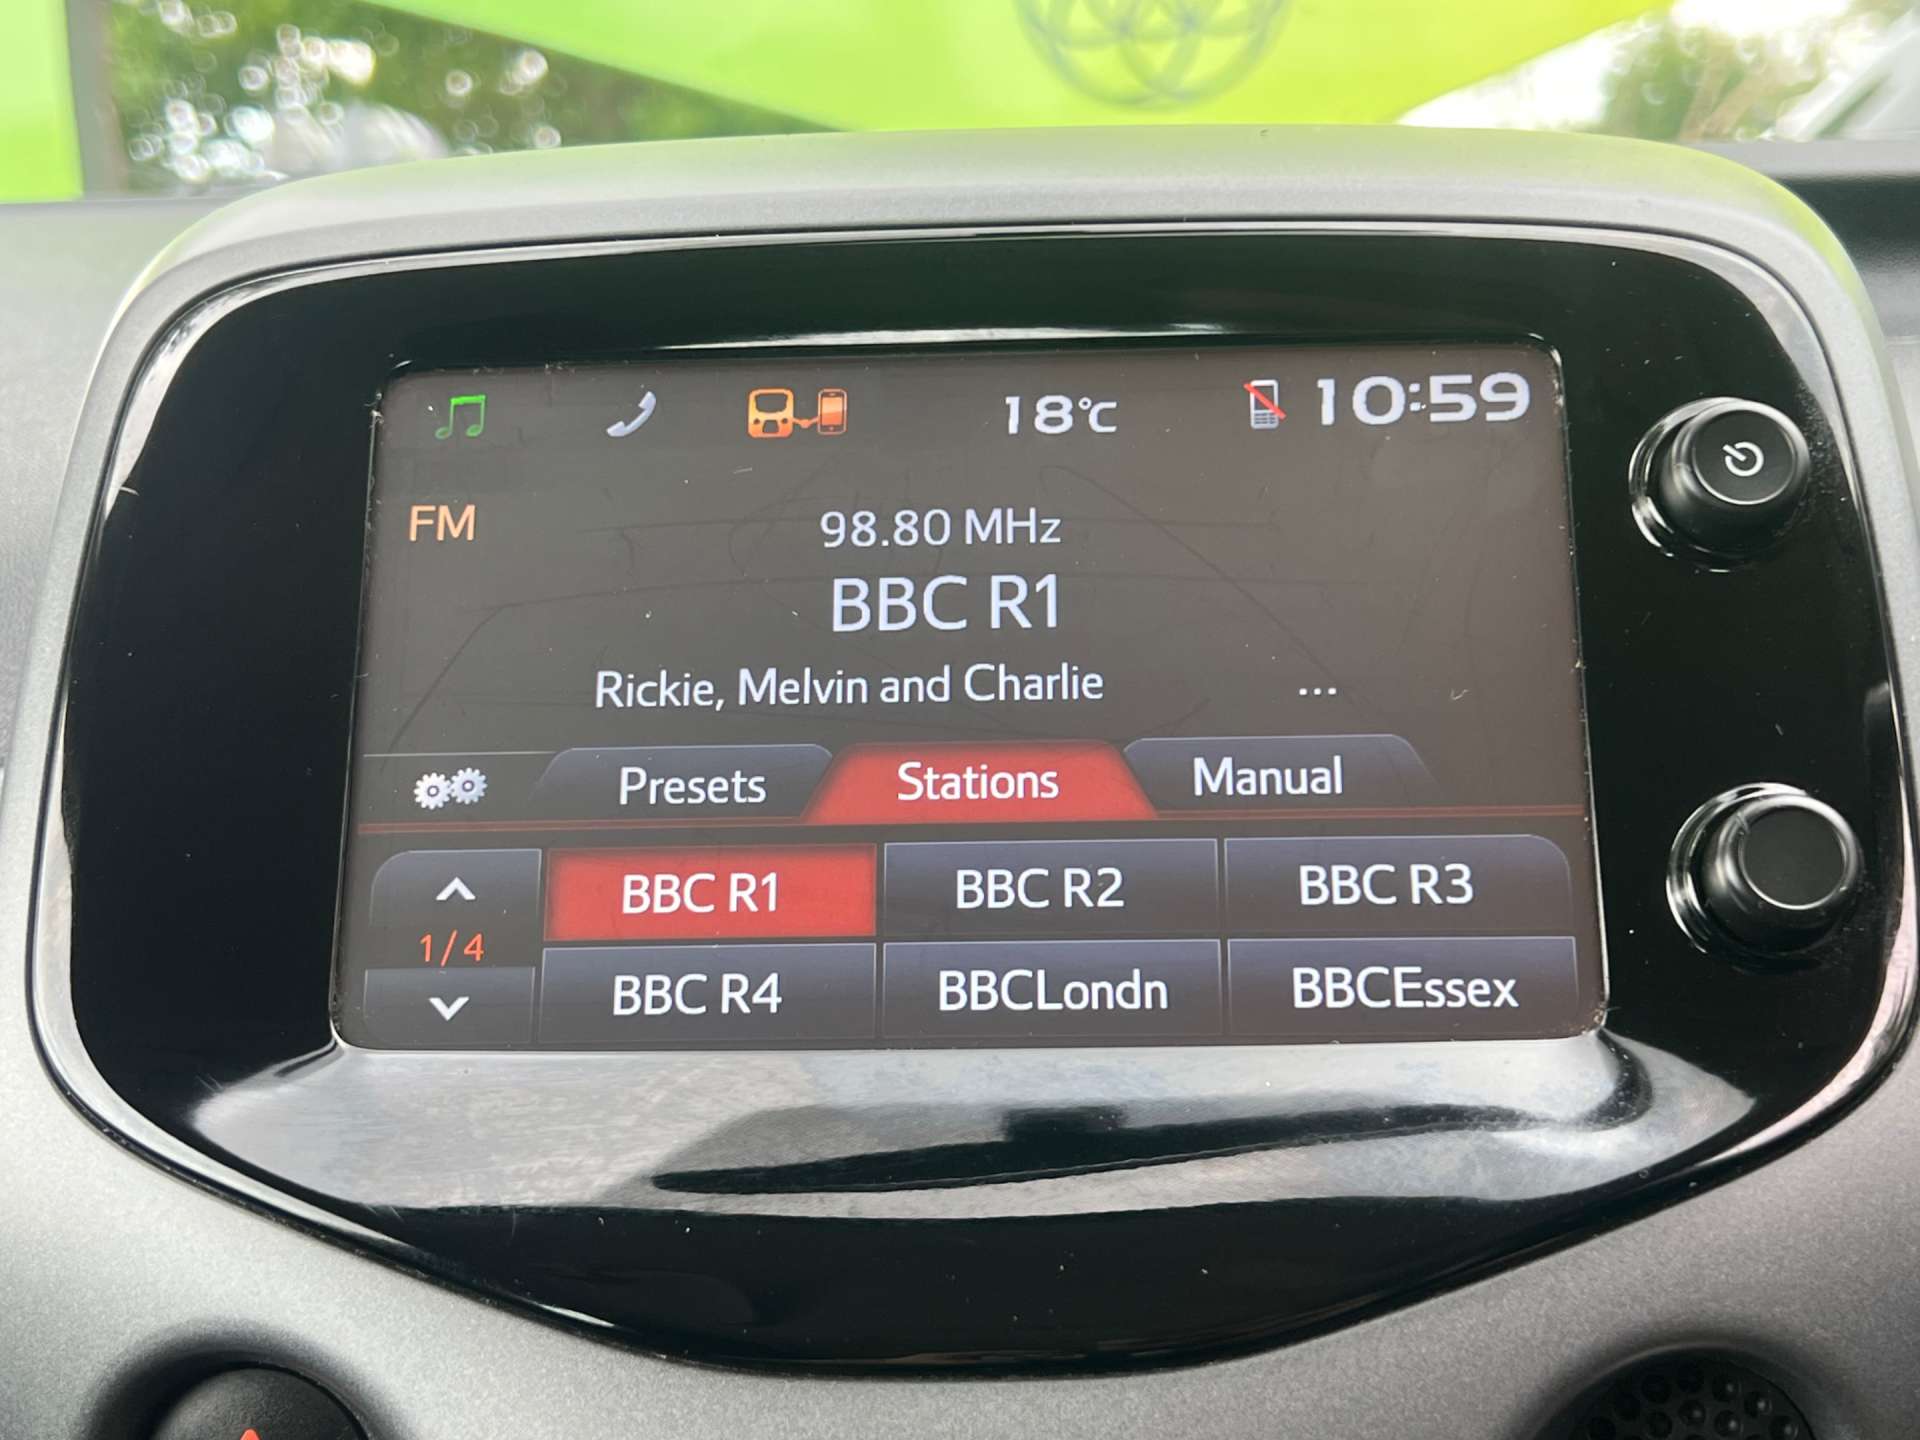 18°C 10:59
FM 98.80 MHz
BBC R1
Rickie, Melvin and Charlie ...
Presets Stations Manual
BBC R1 BBC R2 BBC R3
1/4
BBC R4 BBCLondn BBCEssex